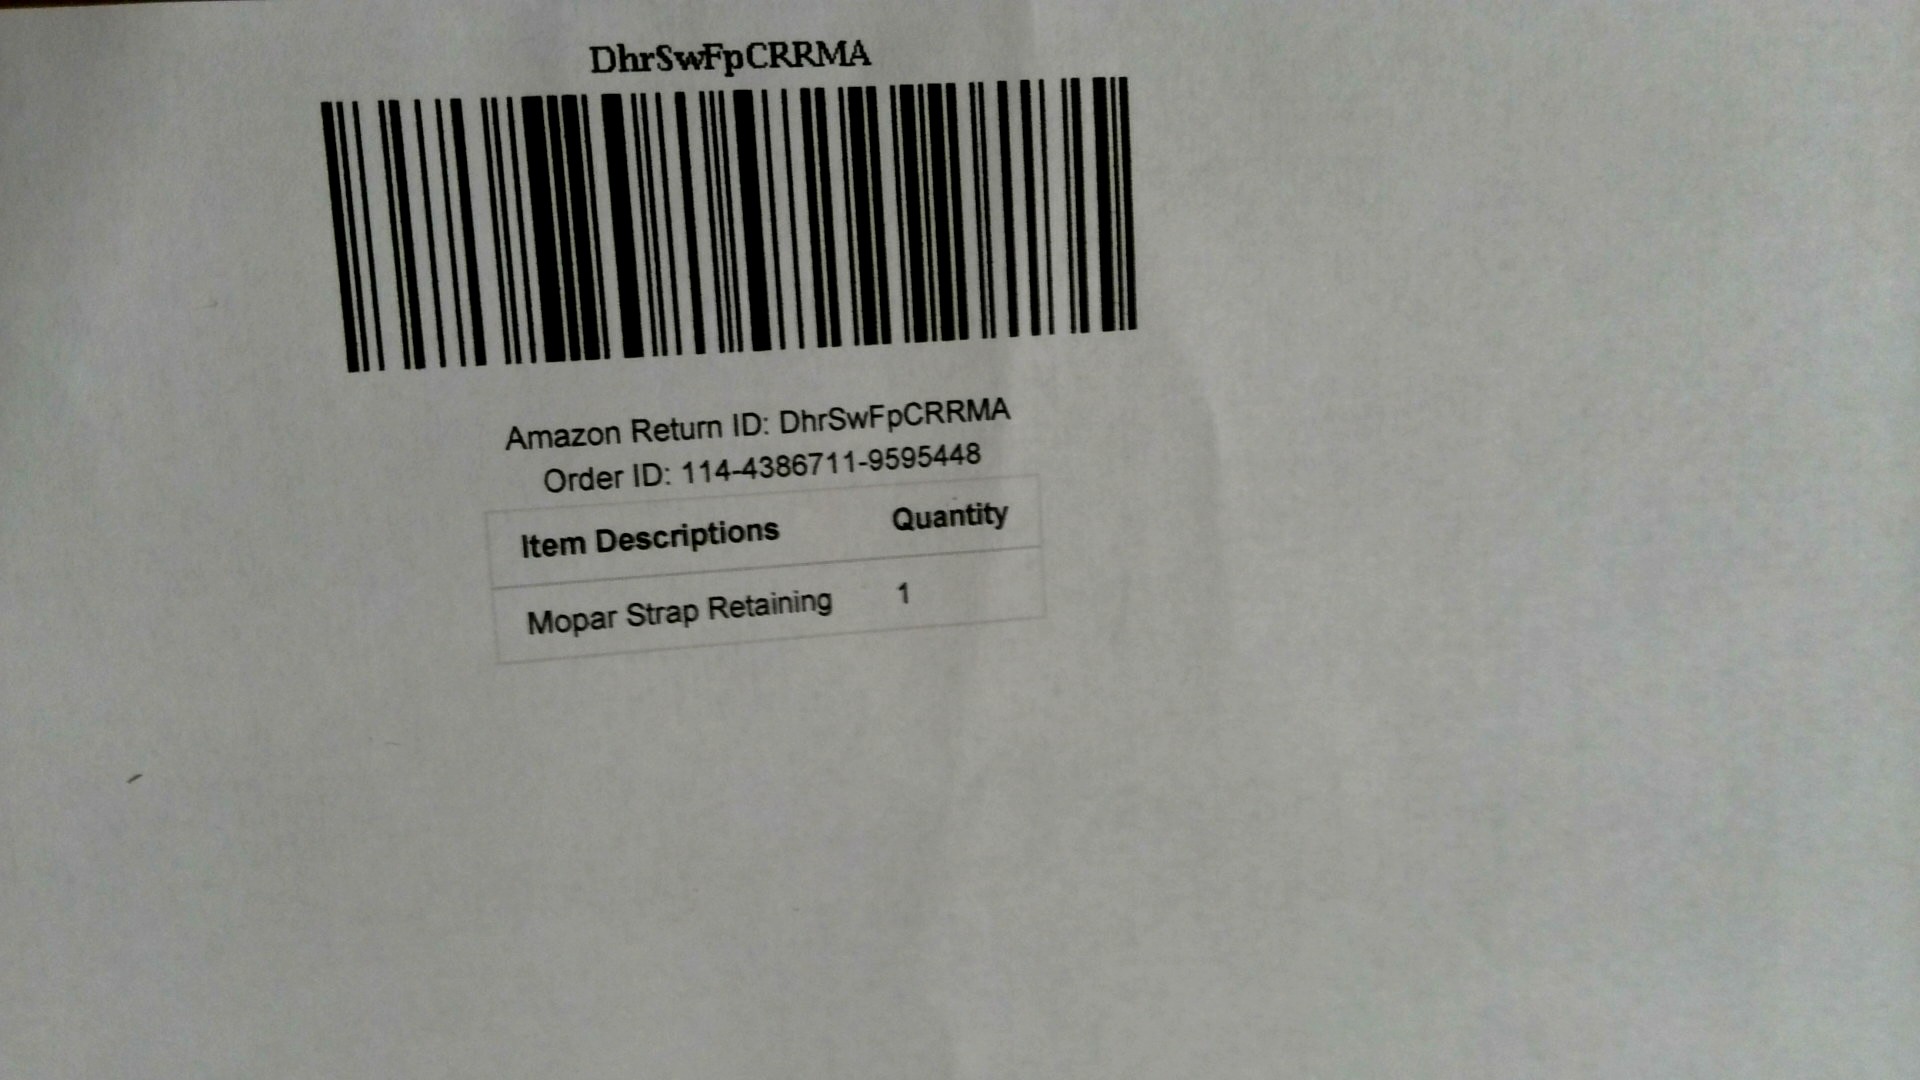 DhrSwFpCRRMA
Amazon Return ID: DhrSwFpCRRMA
Order ID: 114-4386711-9595448
Item Descriptions Quantity
Mopar Strap Retaining 1